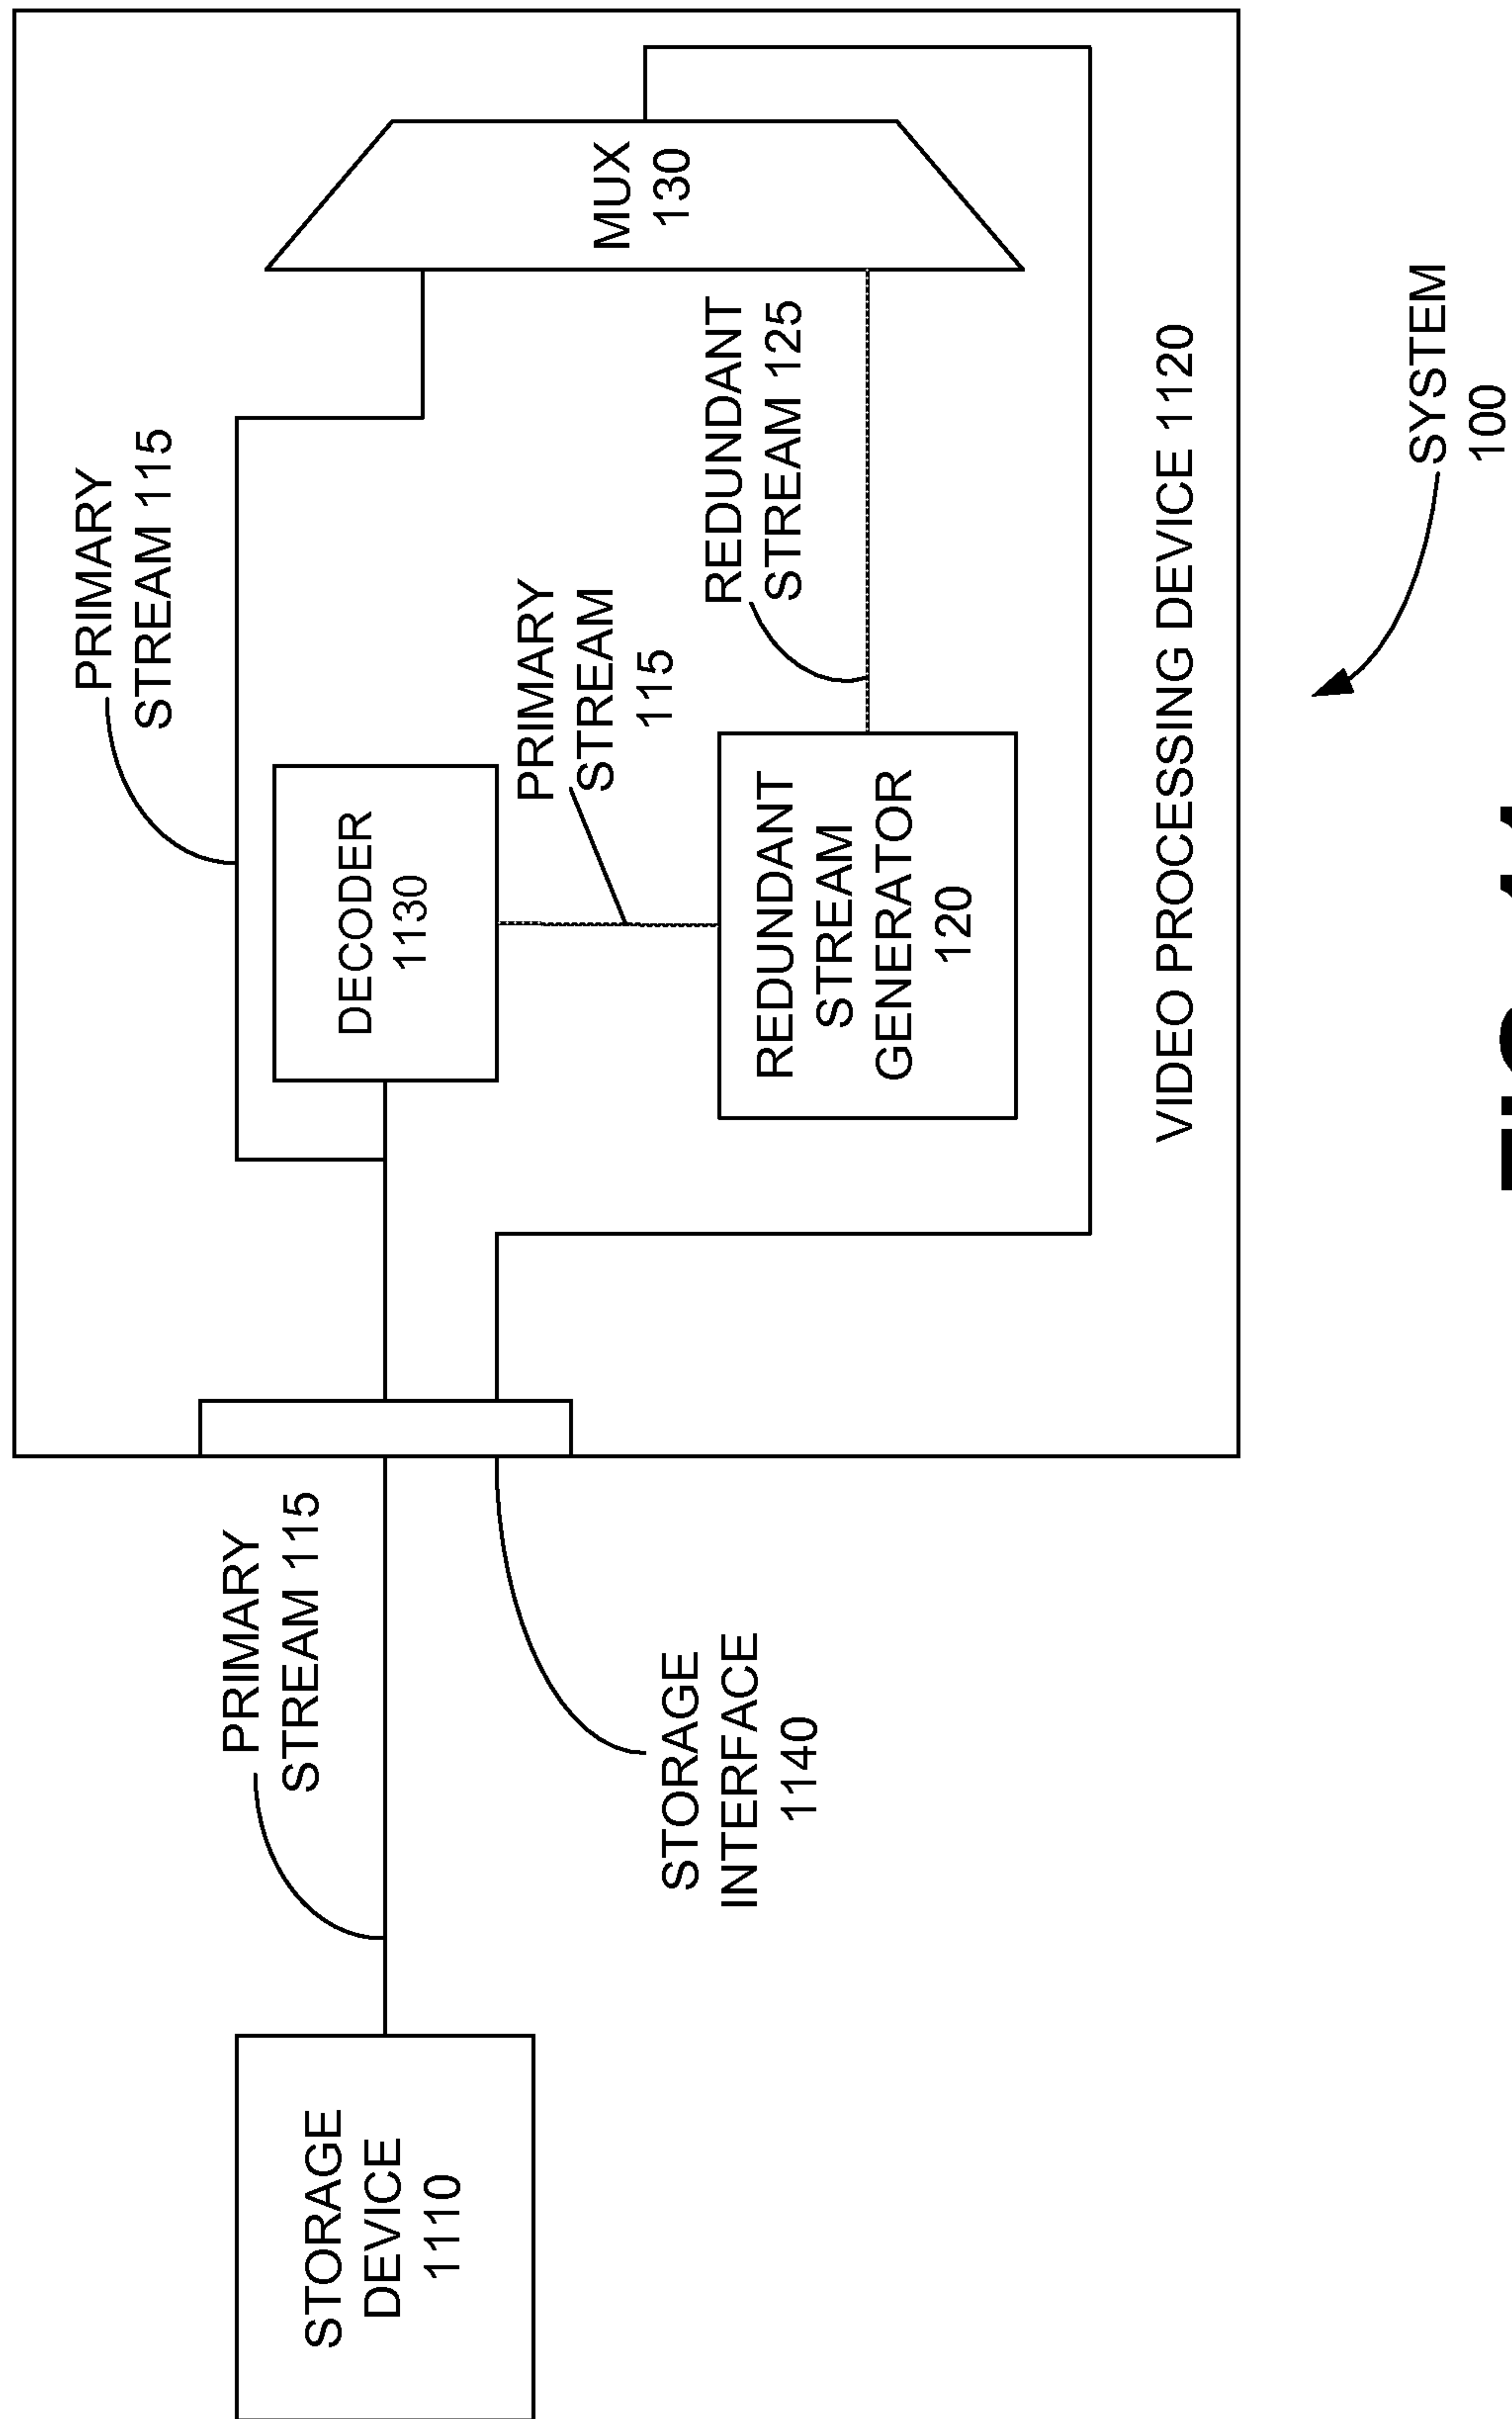 PRIMARY
STREAM 115
PRIMARY
STREAM 115
STORAGE
DEVICE
1110
STORAGE
INTERFACE
1140
DECODER
1130
PRIMARY
STREAM
115
REDUNDANT
STREAM
GENERATOR
120
REDUNDANT
STREAM 125
MUX
130
VIDEO PROCESSING DEVICE 1120
SYSTEM
100